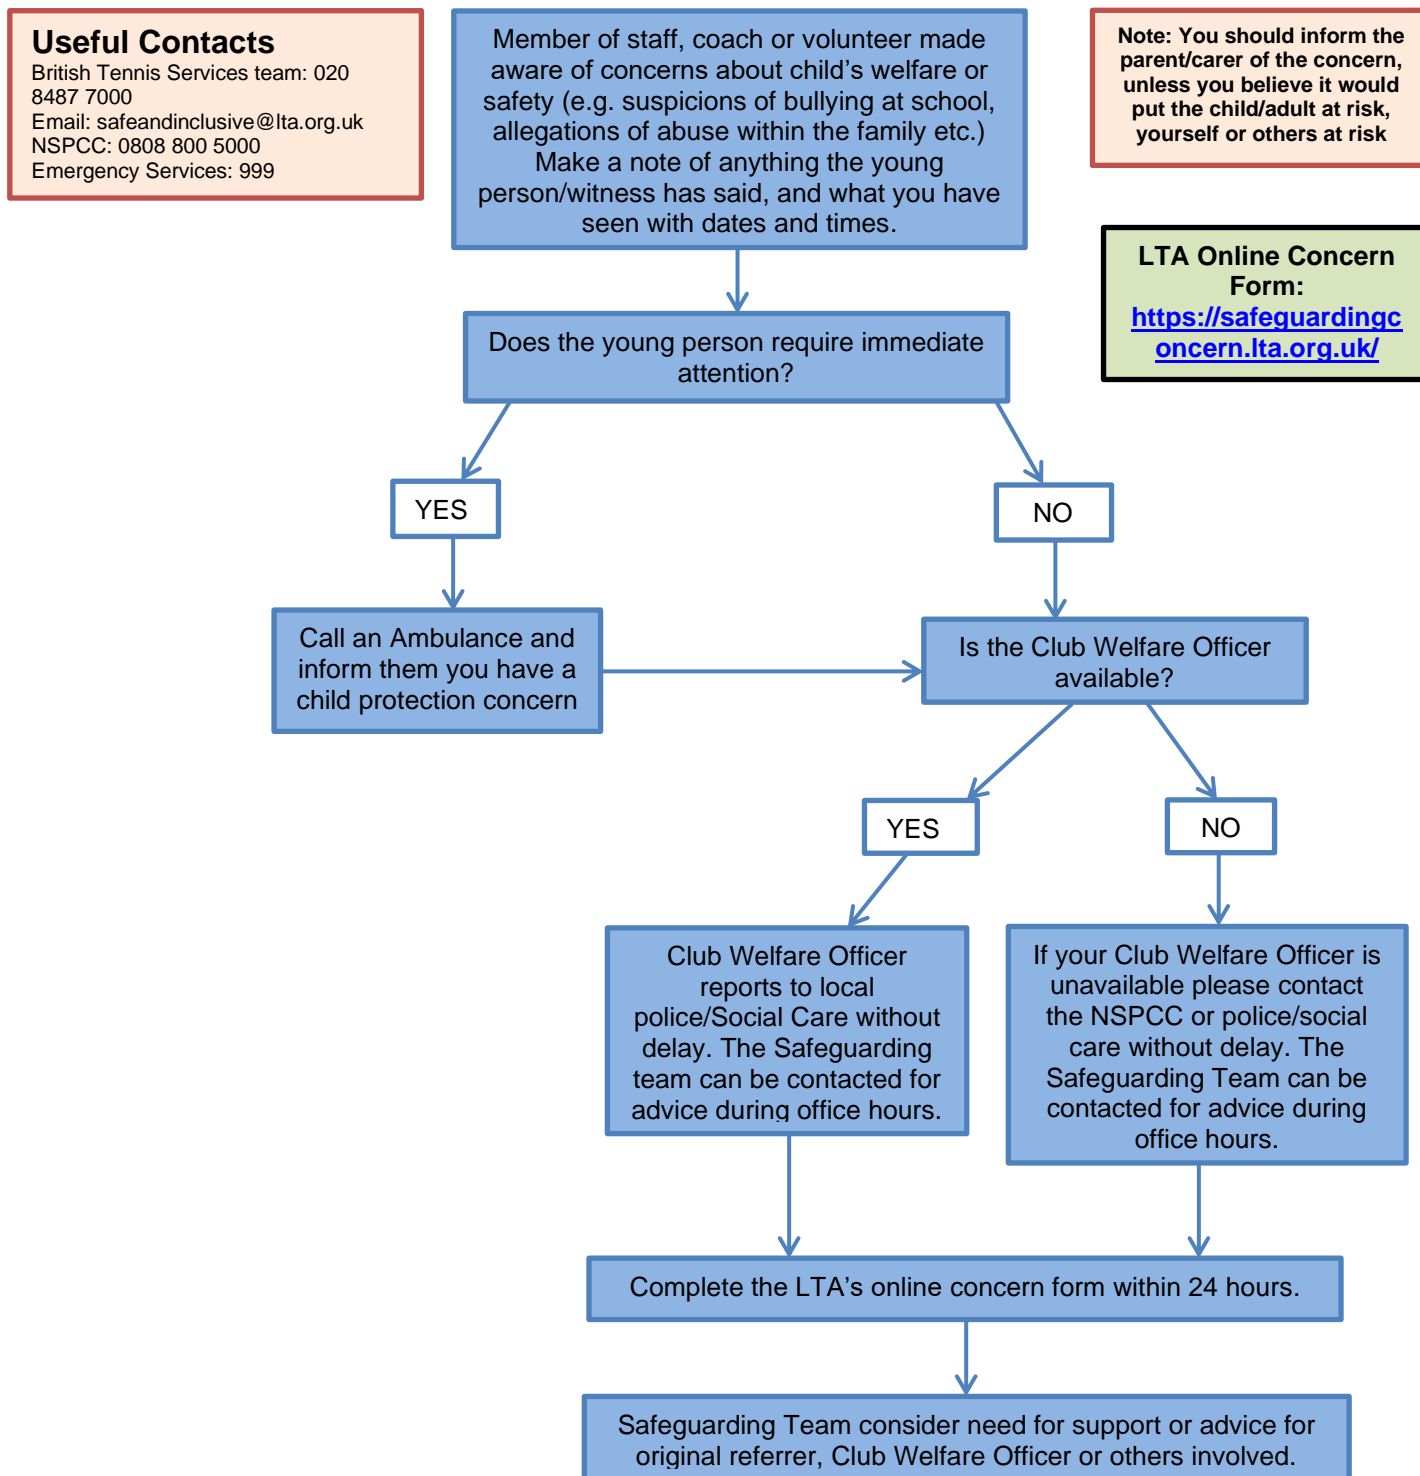 Useful Contacts
British Tennis Services team: 020
8487 7000
Email: safeandinclusive@lta.org.uk
NSPCC: 0808 800 5000
Emergency Services: 999
Member of staff, coach or volunteer made
aware of concerns about child’s welfare or
safety (e.g. suspicions of bullying at school,
allegations of abuse within the family etc.)
Make a note of anything the young
person/witness has said, and what you have
seen with dates and times.
Note: You should inform the
parent/carer of the concern,
unless you believe it would
put the child/adult at risk,
yourself or others at risk
LTA Online Concern
Form:
https://safeguardingc
oncern.lta.org.uk/
Does the young person require immediate
attention?
YES
NO
Call an Ambulance and
inform them you have a
child protection concern
Is the Club Welfare Officer
available?
YES
NO
Club Welfare Officer
reports to local
police/Social Care without
delay. The Safeguarding
team can be contacted for
advice during office hours.
If your Club Welfare Officer is
unavailable please contact
the NSPCC or police/social
care without delay. The
Safeguarding Team can be
contacted for advice during
office hours.
Complete the LTA’s online concern form within 24 hours.
Safeguarding Team consider need for support or advice for
original referrer, Club Welfare Officer or others involved.